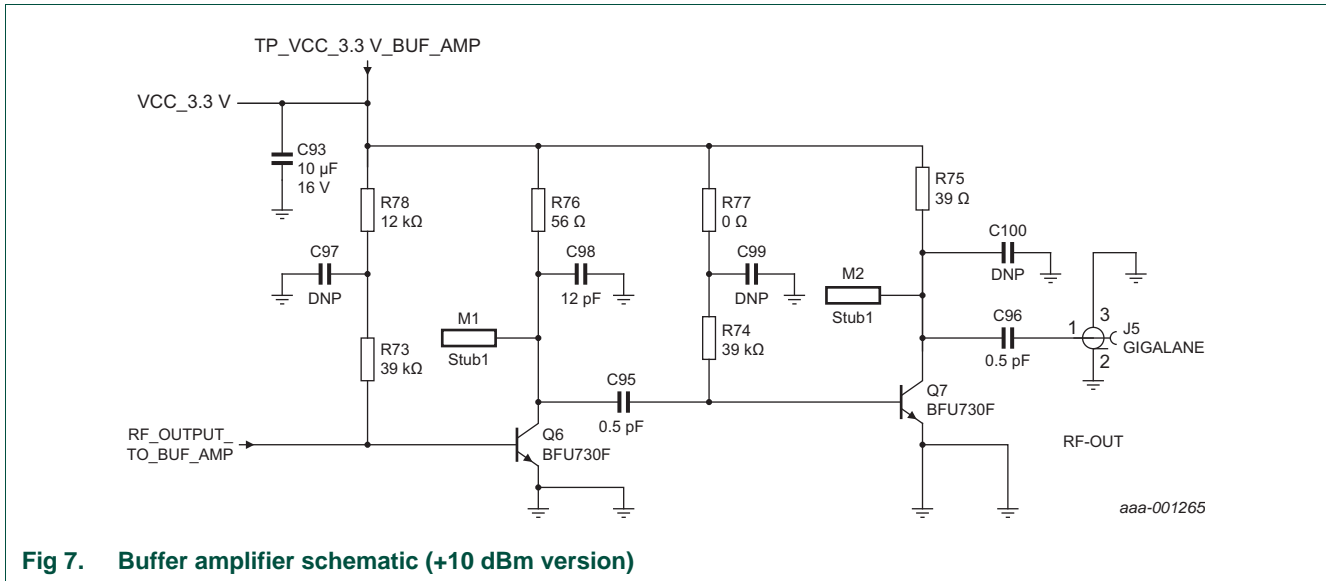 TP_VCC_3.3 V_BUF_AMP
VCC_3.3 V
C93
10 µF
16 V
R78
12 kΩ
R76
56 Ω
R77
0 Ω
R75
39 Ω
C97
DNP
C98
12 pF
C99
DNP
C100
DNP
M1
Stub1
M2
Stub1
R73
39 kΩ
R74
39 kΩ
C95
0.5 pF
C96
0.5 pF
1
3
2
J5
GIGALANE
RF_OUTPUT_
TO_BUF_AMP
Q6
BFU730F
Q7
BFU730F
RF-OUT
aaa-001265
Fig 7. Buffer amplifier schematic (+10 dBm version)